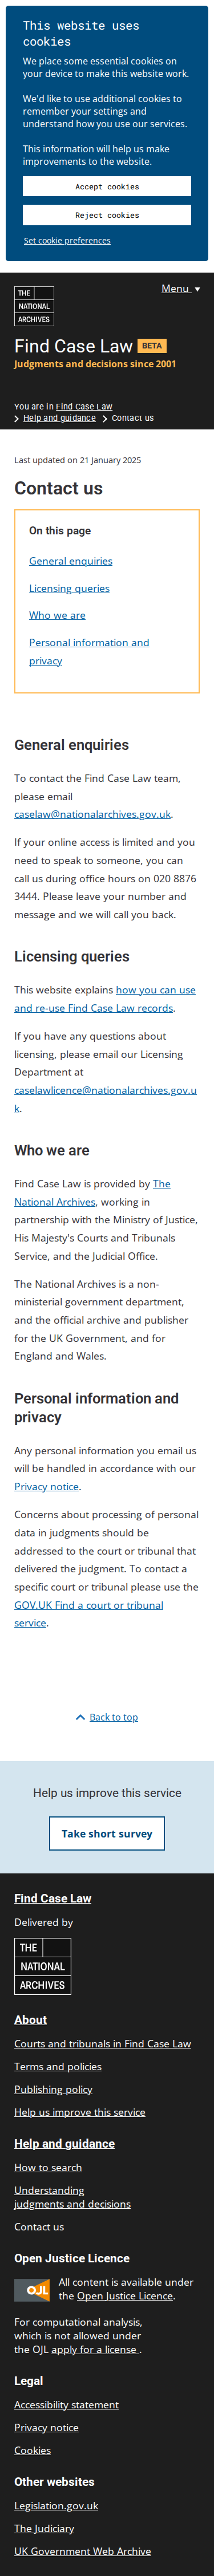 This website uses
cookies
We place some essential cookies on
your device to make this website work.
We'd like to use additional cookies to
remember your settings and
understand how you use our services.
This information will help us make
improvements to the website.
Accept cookies
Reject cookies
Set cookie preferences
THE
NATIONAL
ARCHIVES
Menu
Find Case Law BETA
Judgments and decisions since 2001
You are in Find Case Law
Help and guidance Contact us
Last updated on 21 January 2025
Contact us
On this page
General enquiries
Licensing queries
Who we are
Personal information and
privacy
General enquiries
To contact the Find Case Law team,
please email
caselaw@nationalarchives.gov.uk.
If your online access is limited and you
need to speak to someone, you can
call us during office hours on 020 8876
3444. Please leave your number and
message and we will call you back.
Licensing queries
This website explains how you can use
and re-use Find Case Law records.
If you have any questions about
licensing, please email our Licensing
Department at
caselawlicence@nationalarchives.gov.u
k.
Who we are
Find Case Law is provided by The
National Archives, working in
partnership with the Ministry of Justice,
His Majesty's Courts and Tribunals
Service, and the Judicial Office.
The National Archives is a non-
ministerial government department,
and the official archive and publisher
for the UK Government, and for
England and Wales.
Personal information and
privacy
Any personal information you email us
will be handled in accordance with our
Privacy notice.
Concerns about processing of personal
data in judgments should be
addressed to the court or tribunal that
delivered the judgment. To contact a
specific court or tribunal please use the
GOV.UK Find a court or tribunal
service.
Back to top
Help us improve this service
Take short survey
Find Case Law
Delivered by
THE
NATIONAL
ARCHIVES
About
Courts and tribunals in Find Case Law
Terms and policies
Publishing policy
Help us improve this service
Help and guidance
How to search
Understanding
judgments and decisions
Contact us
Open Justice Licence
OJL
All content is available under
the Open Justice Licence.
For computational analysis,
which is not allowed under
the OJL apply for a license .
Legal
Accessibility statement
Privacy notice
Cookies
Other websites
Legislation.gov.uk
The Judiciary
UK Government Web Archive